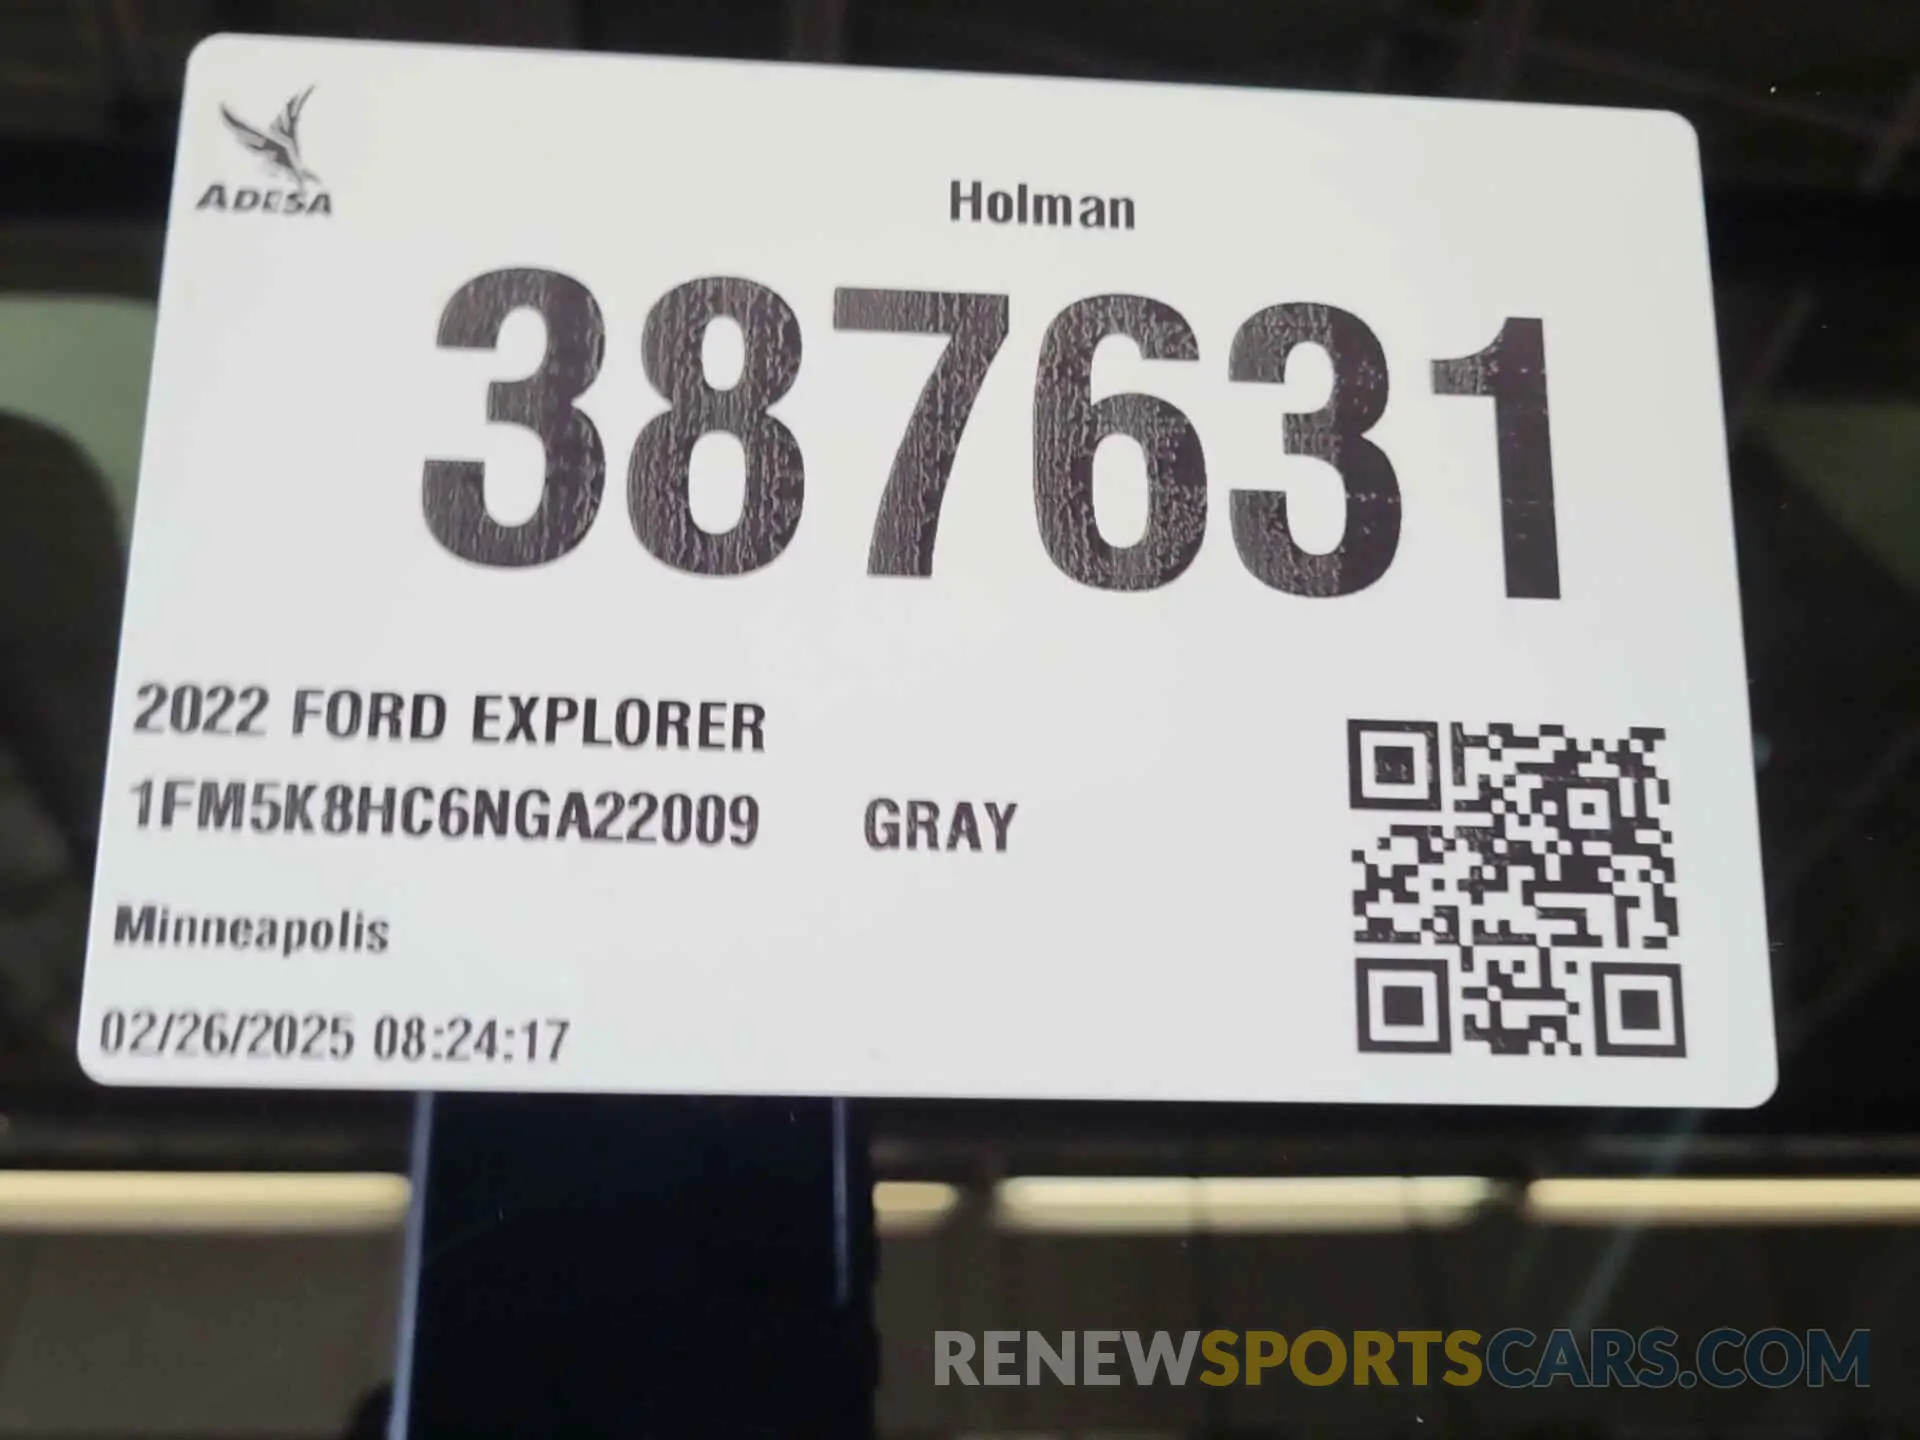 ADESA
Holman
387631
2022 FORD EXPLORER
1FM5K8HC6NGA22009 GRAY
Minneapolis
02/26/2025 08:24:17
RENEWSPORTSCARS.COM